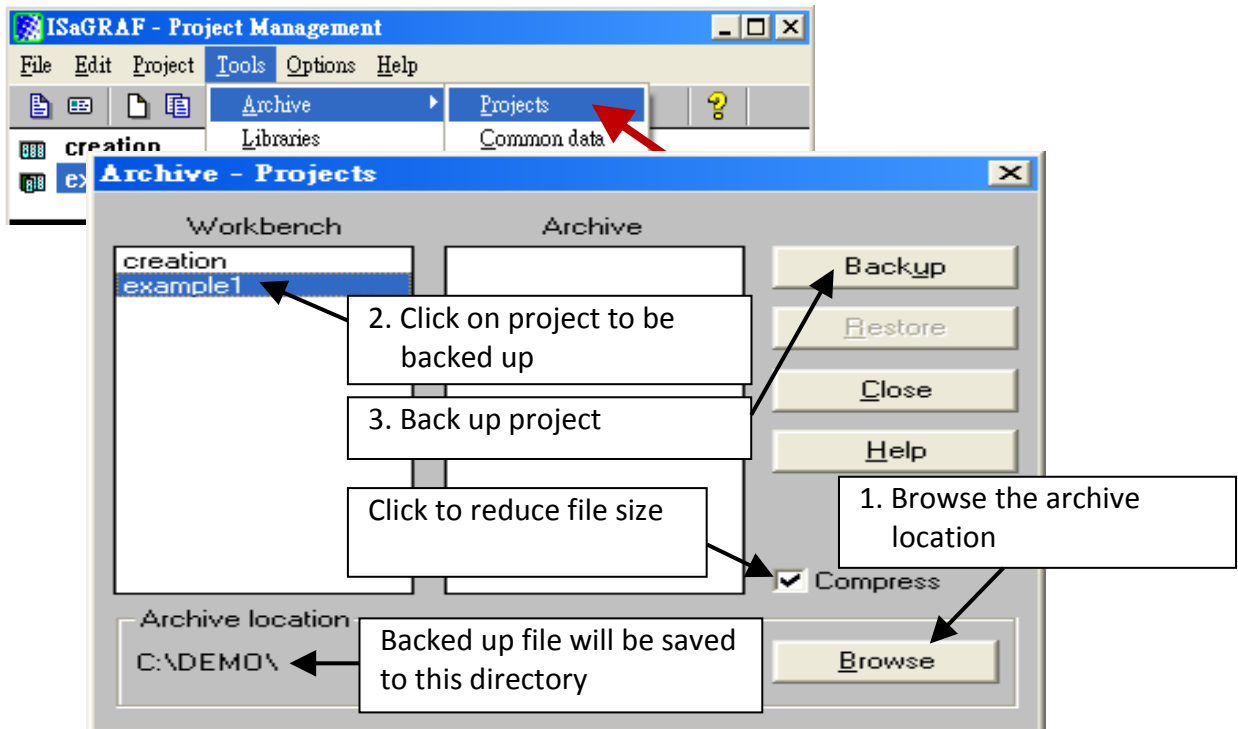 ISaGRAF - Project Management
File Edit Project Tools Options Help
Archive Projects
creation Libraries Common data
Archive - Projects
Workbench Archive
creation
example1
Backup
2. Click on project to be
backed up
Restore
Close
3. Back up project
Help
Click to reduce file size
1. Browse the archive
location
Compress
Archive location
C:\DEMO\
Backed up file will be saved
to this directory
Browse